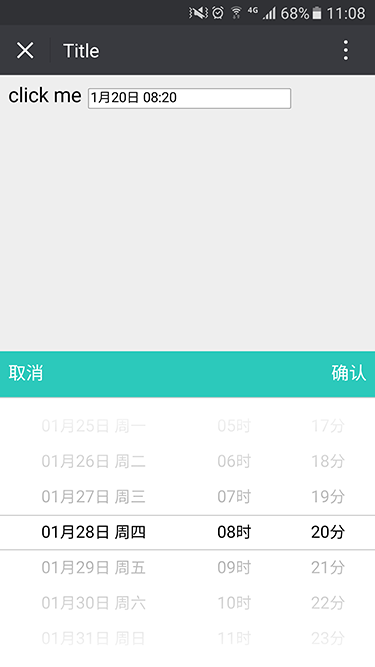 4G 68% 11:08
Title
click me 1月20日 08:20
取消 确认
01月25日 周一 05时 17分
01月26日 周二 06时 18分
01月27日 周三 07时 19分
01月28日 周四 08时 20分
01月29日 周五 09时 21分
01月30日 周六 10时 22分
01月31日 周日 11时 23分